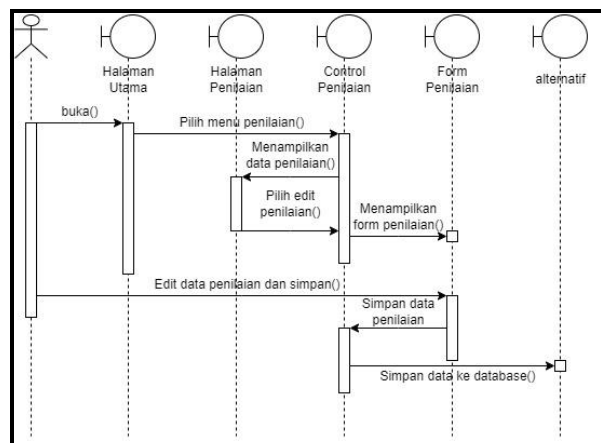 Halaman
Utama
Halaman
Penilaian
Control
Penilaian
Form
Penilaian
alternatif
buka()
Pilih menu penilaian()
Menampilkan
data penilaian()
Pilih edit
penilaian()
Menampilkan
form penilaian()
Edit data penilaian dan simpan()
Simpan data
penilaian
Simpan data ke database()